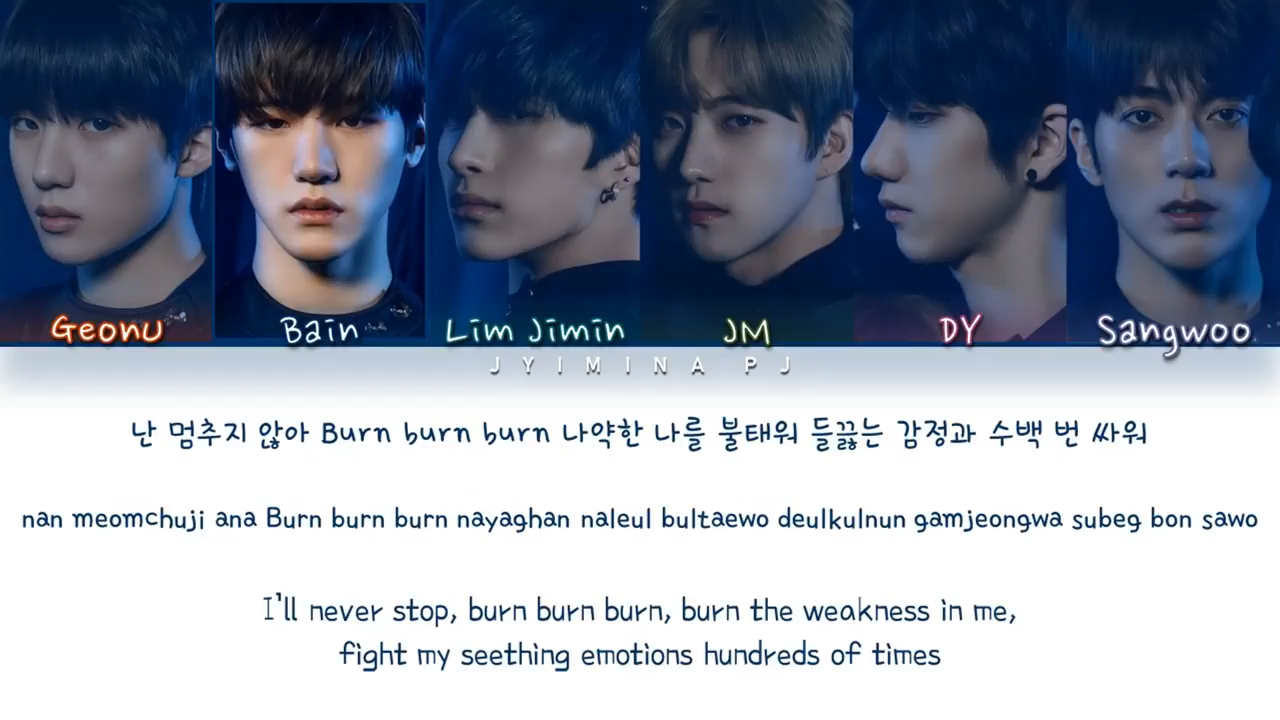 Geonu Bain Lim Jimin JM DY Sangwoo
JYIMINA PJ
난 멈추지 않아 Burn burn burn 나약한 나를 불태워 들끓는 감정과 수백 번 싸워
nan meomchuji ana Burn burn burn nayaghan naleul bultaewo deulkulnun gamjeongwa subeg bon sawo
I'll never stop, burn burn burn, burn the weakness in me,
fight my seething emotions hundreds of times